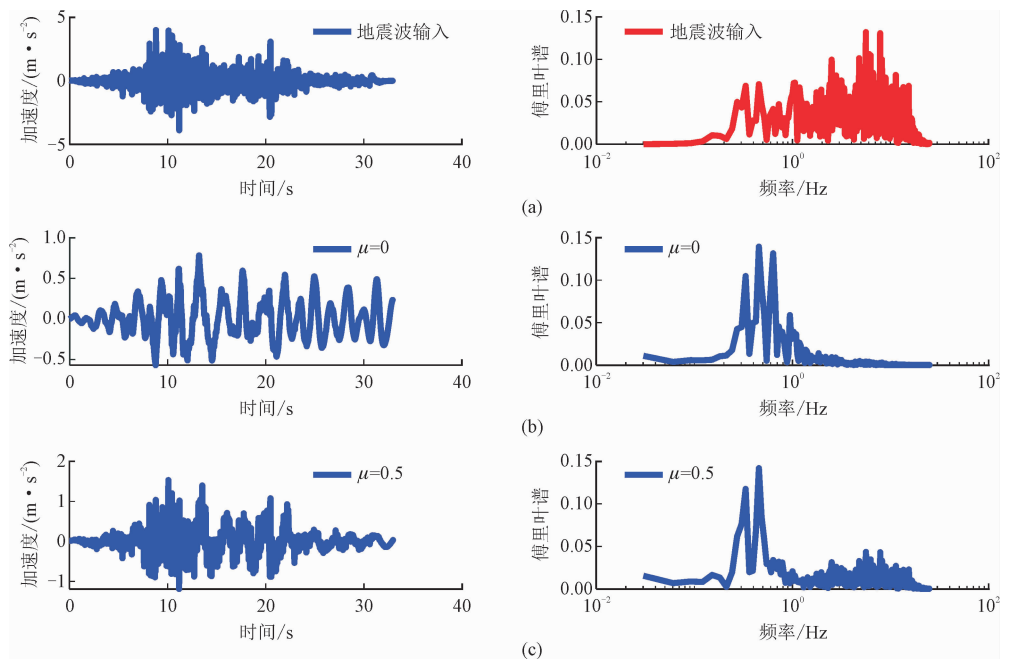 加速度/(m·s⁻²)
5
0
−5
0
10
20
30
40
时间/s
地震波输入
傅里叶谱
0.15
0.10
0.05
0.00
10⁻²
10⁰
10²
频率/Hz
地震波输入
(a)
加速度/(m·s⁻²)
1.0
0.5
0.0
−0.5
0
10
20
30
40
时间/s
μ=0
傅里叶谱
0.15
0.10
0.05
0.00
10⁻²
10⁰
10²
频率/Hz
μ=0
(b)
加速度/(m·s⁻²)
2
1
0
−1
0
10
20
30
40
时间/s
μ=0.5
傅里叶谱
0.15
0.10
0.05
0.00
10⁻²
10⁰
10²
频率/Hz
μ=0.5
(c)